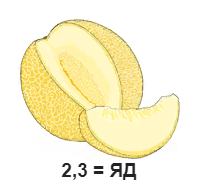 2,3 = ЯД